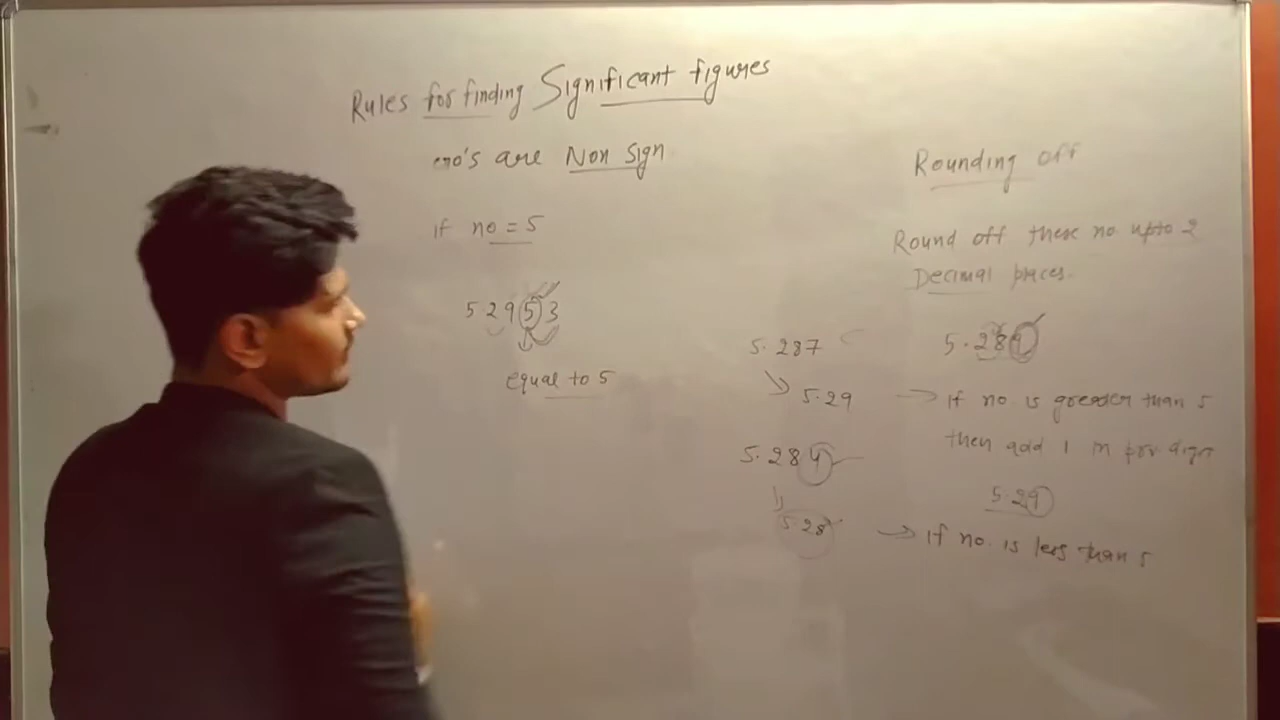 Rules for finding Significant figures
ero's are Non Sign
if no = 5
5 2 9 5 3
equal to 5
5.287
5.29
5.284
5.28
Rounding off
Round off these no upto 2
Decimal places.
5.289
→ If no. is greater than 5
then add 1 in prv digit
5.29
→ If no. is less than 5